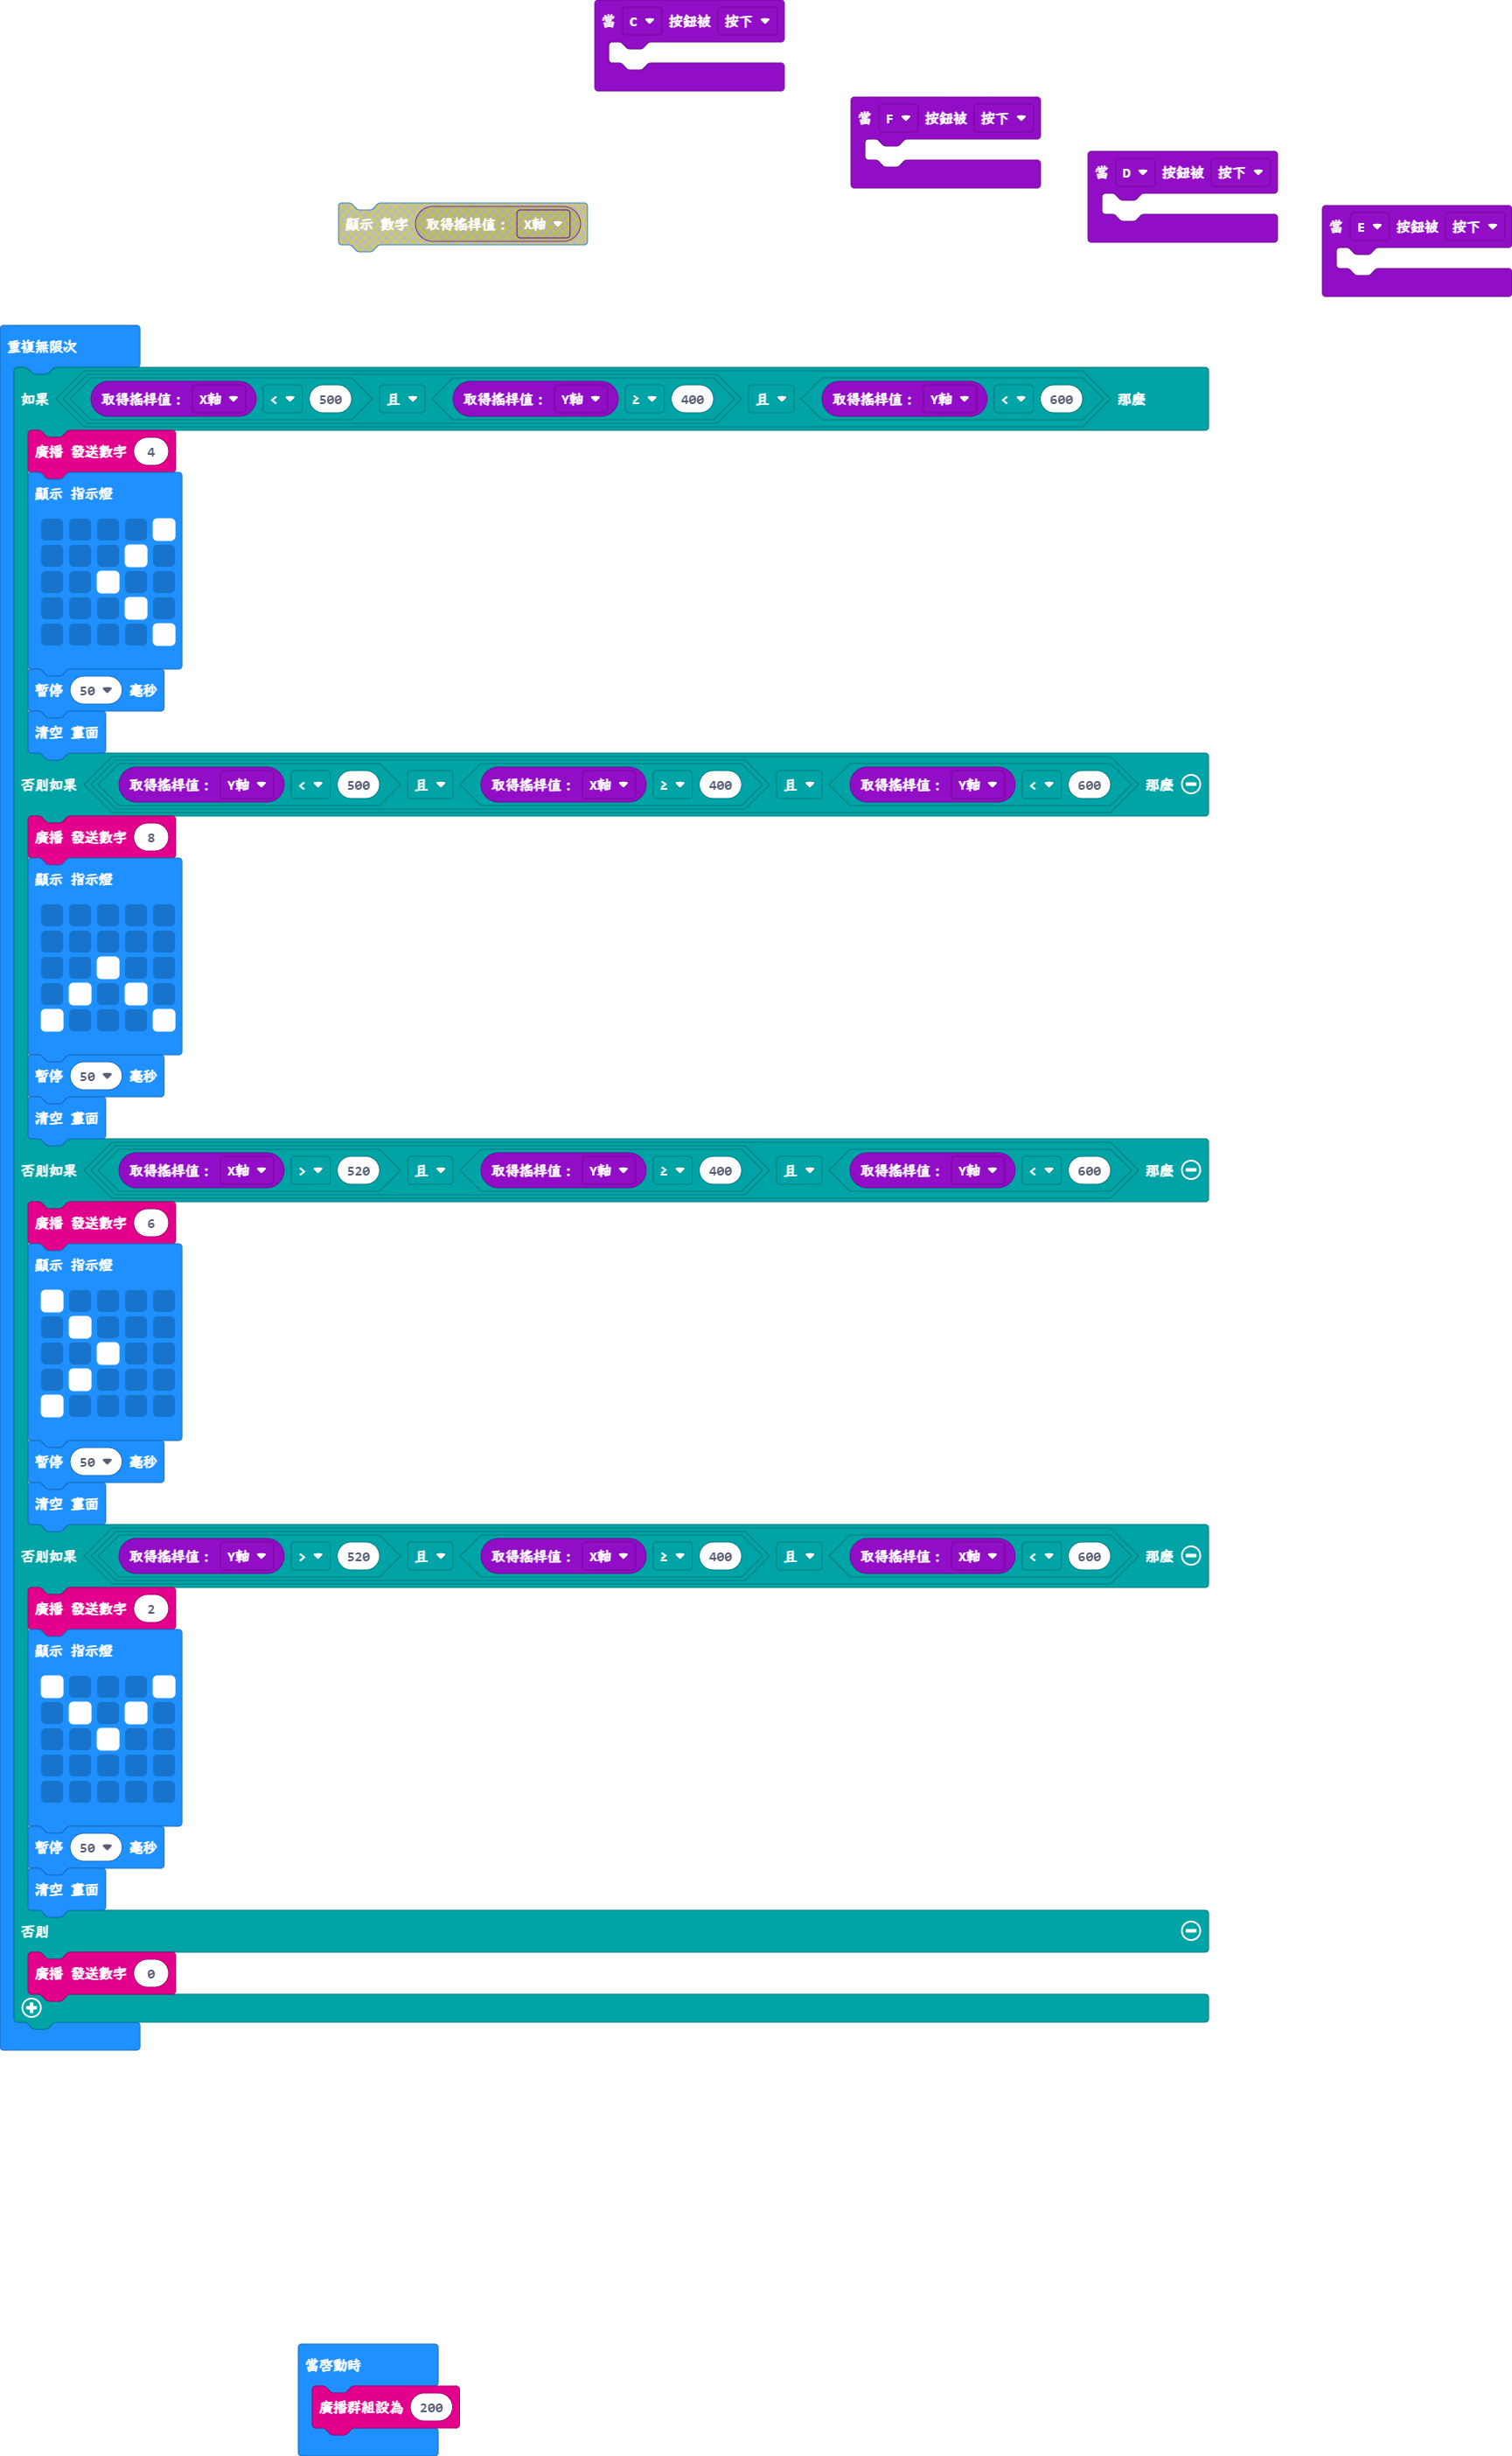 當 C 按鈕被 按下
當 F 按鈕被 按下
當 D 按鈕被 按下
當 E 按鈕被 按下
顯示 數字 取得搖桿值： X軸
重複無限次
如果 取得搖桿值： X軸 < 500 且 取得搖桿值： Y軸 ≥ 400 且 取得搖桿值： Y軸 < 600 那麼
廣播 發送數字 4
顯示 指示燈
暫停 50 毫秒
清空 畫面
否則如果 取得搖桿值： Y軸 < 500 且 取得搖桿值： X軸 ≥ 400 且 取得搖桿值： Y軸 < 600 那麼
廣播 發送數字 8
顯示 指示燈
暫停 50 毫秒
清空 畫面
否則如果 取得搖桿值： X軸 > 520 且 取得搖桿值： Y軸 ≥ 400 且 取得搖桿值： Y軸 < 600 那麼
廣播 發送數字 6
顯示 指示燈
暫停 50 毫秒
清空 畫面
否則如果 取得搖桿值： Y軸 > 520 且 取得搖桿值： X軸 ≥ 400 且 取得搖桿值： X軸 < 600 那麼
廣播 發送數字 2
顯示 指示燈
暫停 50 毫秒
清空 畫面
否則
廣播 發送數字 0
當啟動時
廣播群組設為 200